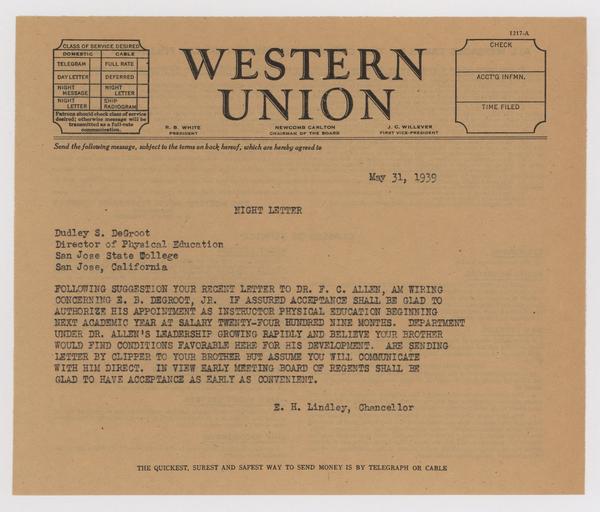 1217-A
CLASS OF SERVICE DESIRED
DOMESTIC CABLE
TELEGRAM FULL RATE
DAY LETTER DEFERRED
NIGHT MESSAGE NIGHT LETTER
NIGHT LETTER SHIP RADIOGRAM
Patrons should check class of service
desired; otherwise message will be
transmitted as a full-rate
communication.
WESTERN
UNION
R. B. WHITE
PRESIDENT
NEWCOMB CARLTON
CHAIRMAN OF THE BOARD
J. C. WILLEVER
FIRST VICE-PRESIDENT
CHECK
ACCT'G INFMN.
TIME FILED
Send the following message, subject to the terms on back hereof, which are hereby agreed to
May 31, 1939
NIGHT LETTER
Dudley S. DeGroot
Director of Physical Education
San Jose State College
San Jose, California
FOLLOWING SUGGESTION YOUR RECENT LETTER TO DR. F. C. ALLEN, AM WIRING
CONCERNING E. B. DEGROOT, JR. IF ASSURED ACCEPTANCE SHALL BE GLAD TO
AUTHORIZE HIS APPOINTMENT AS INSTRUCTOR PHYSICAL EDUCATION BEGINNING
NEXT ACADEMIC YEAR AT SALARY TWENTY-FOUR HUNDRED NINE MONTHS. DEPARTMENT
UNDER DR. ALLEN'S LEADERSHIP GROWING RAPIDLY AND BELIEVE YOUR BROTHER
WOULD FIND CONDITIONS FAVORABLE HERE FOR HIS DEVELOPMENT. ARE SENDING
LETTER BY CLIPPER TO YOUR BROTHER BUT ASSUME YOU WILL COMMUNICATE
WITH HIM DIRECT. IN VIEW EARLY MEETING BOARD OF REGENTS SHALL BE
GLAD TO HAVE ACCEPTANCE AS EARLY AS CONVENIENT.
E. H. Lindley, Chancellor
THE QUICKEST, SUREST AND SAFEST WAY TO SEND MONEY IS BY TELEGRAPH OR CABLE